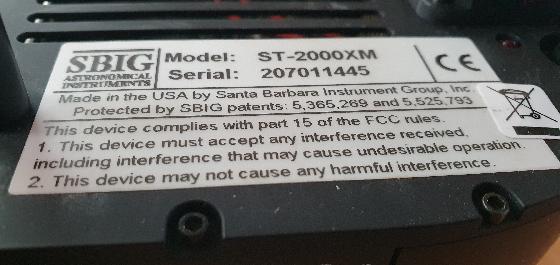 SBIG
ASTRONOMICAL
INSTRUMENTS
Model: ST-2000XM
Serial: 207011445
CE
Made in the USA by Santa Barbara Instrument Group, Inc.
Protected by SBIG patents: 5,365,269 and 5,525,793
This device complies with part 15 of the FCC rules.
1. This device must accept any interference received,
including interference that may cause undesirable operation.
2. This device may not cause any harmful interference.